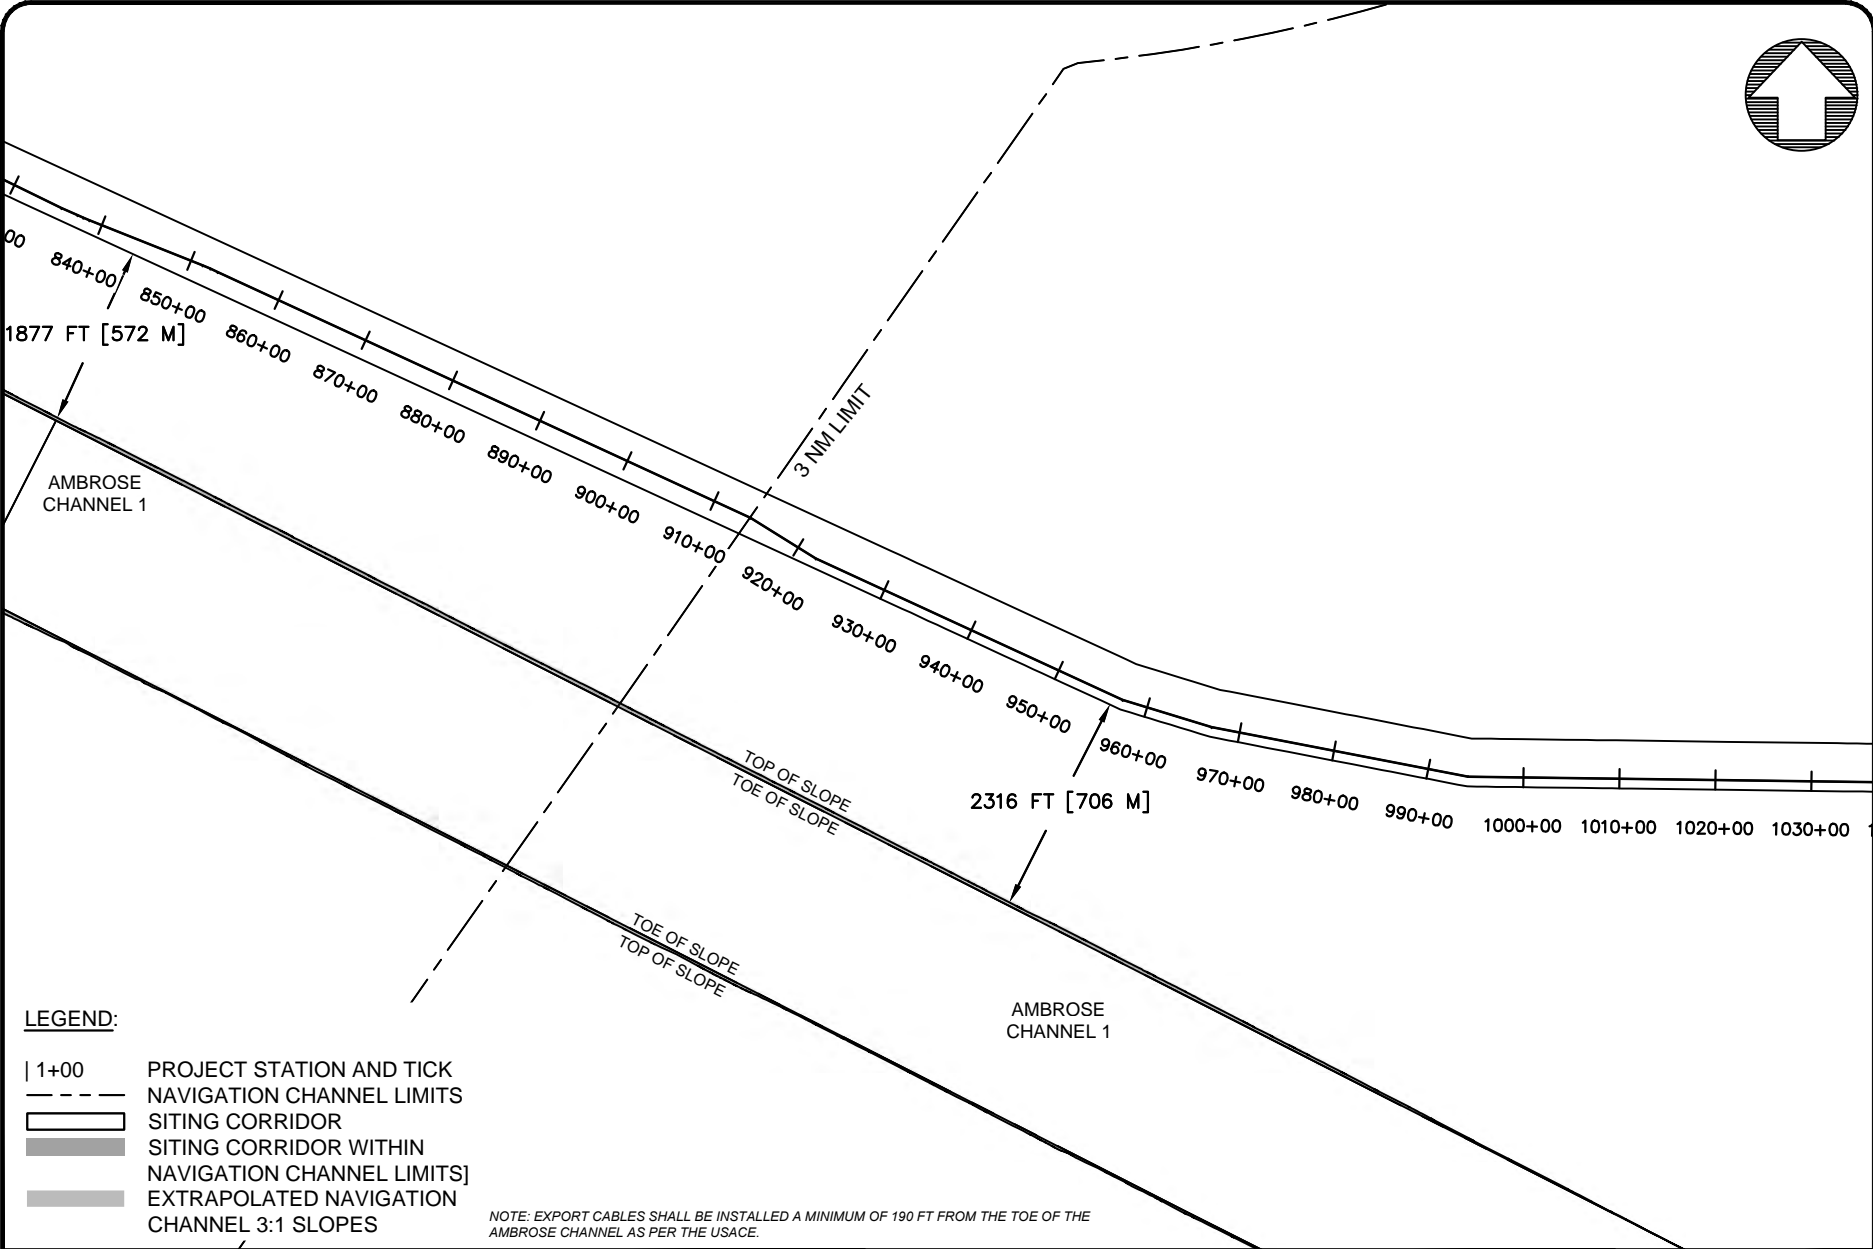 00
840+00
850+00
860+00
870+00
880+00
890+00
900+00
910+00
920+00
930+00
940+00
950+00
960+00
970+00
980+00
990+00
1000+00
1010+00
1020+00
1030+00
1877 FT [572 M]
3 NM LIMIT
AMBROSE
CHANNEL 1
TOP OF SLOPE
TOE OF SLOPE
2316 FT [706 M]
TOE OF SLOPE
TOP OF SLOPE
AMBROSE
CHANNEL 1
LEGEND:
| 1+00 PROJECT STATION AND TICK
NAVIGATION CHANNEL LIMITS
SITING CORRIDOR
SITING CORRIDOR WITHIN
NAVIGATION CHANNEL LIMITS]
EXTRAPOLATED NAVIGATION
CHANNEL 3:1 SLOPES
NOTE: EXPORT CABLES SHALL BE INSTALLED A MINIMUM OF 190 FT FROM THE TOE OF THE
AMBROSE CHANNEL AS PER THE USACE.